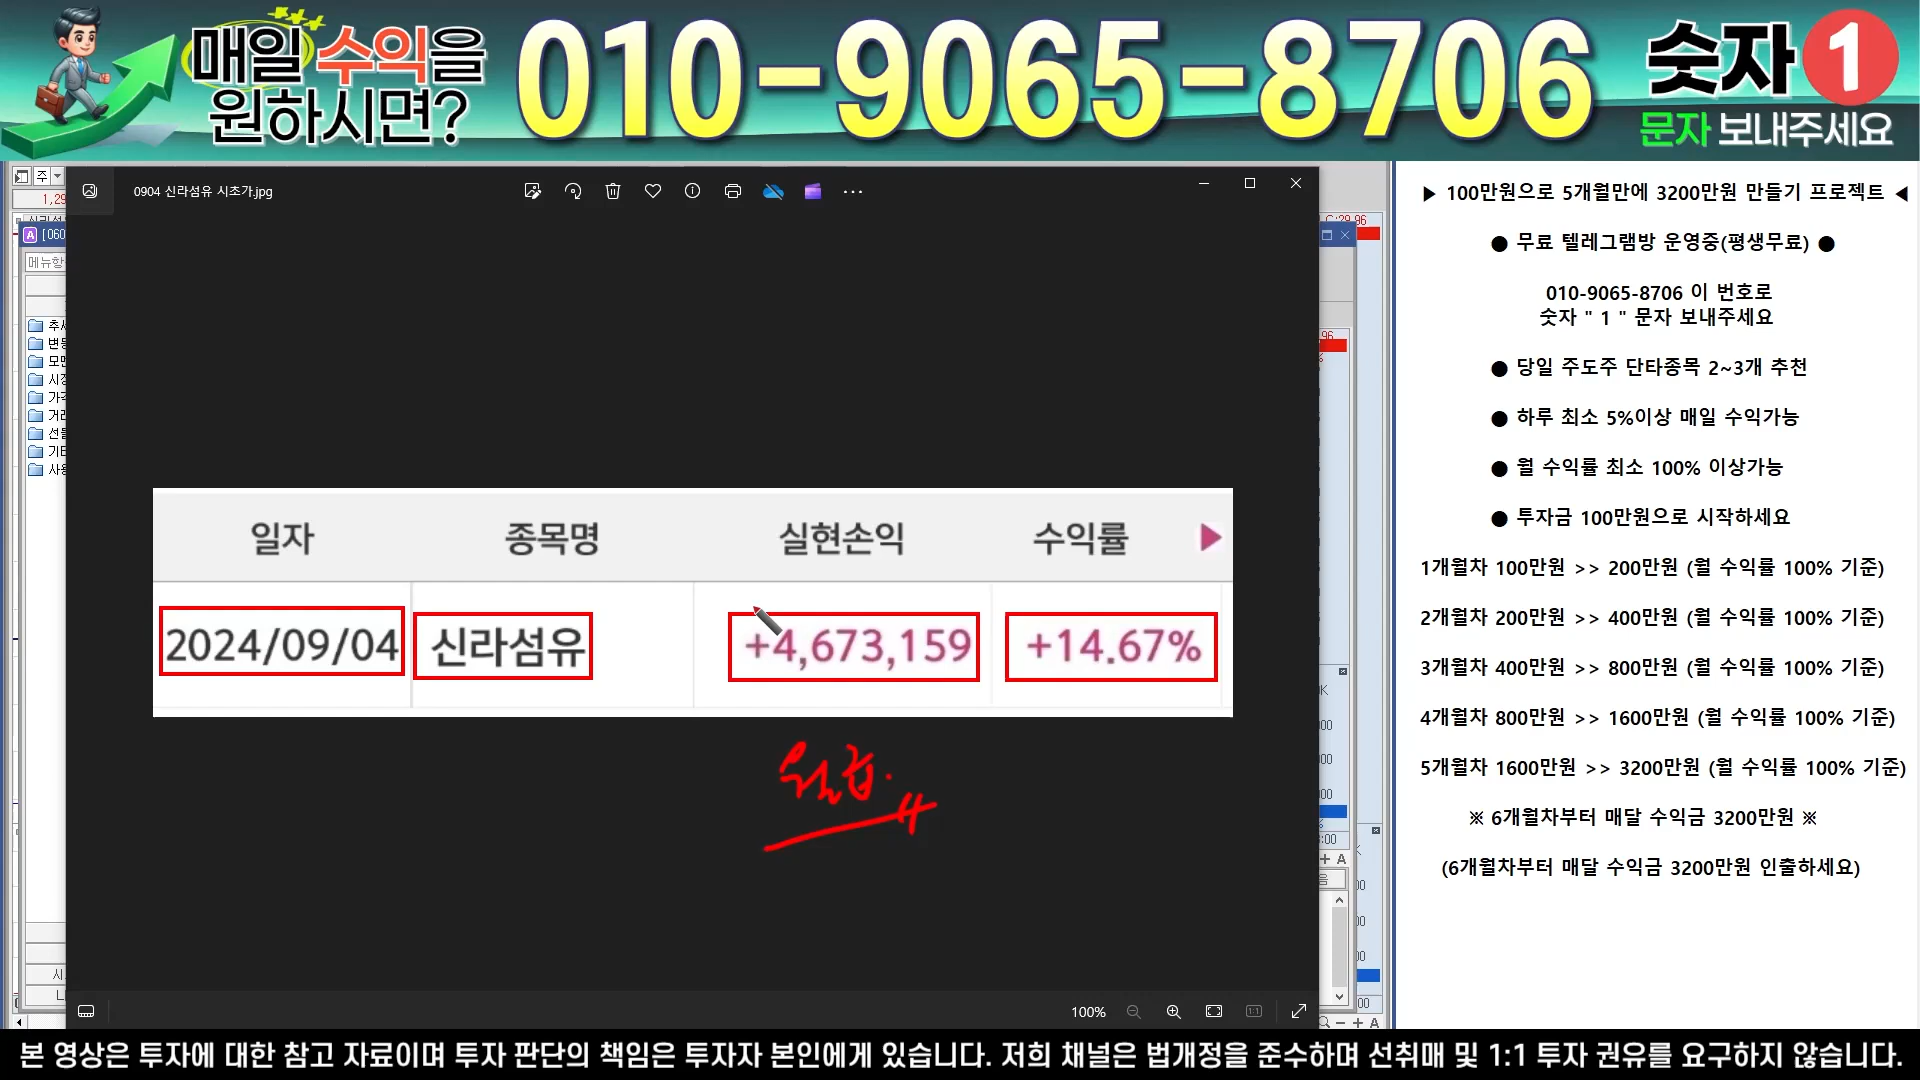 매일 수익을
원하시면?
010-9065-8706
숫자 1
문자 보내주세요
0904 신라섬유 시초가.jpg
일자 종목명 실현손익 수익률
2024/09/04 신라섬유 +4,673,159 +14.67%
월급.
100%
▶ 100만원으로 5개월만에 3200만원 만들기 프로젝트 ◀
● 무료 텔레그램방 운영중(평생무료) ●
010-9065-8706 이 번호로
숫자 " 1 " 문자 보내주세요
● 당일 주도주 단타종목 2~3개 추천
● 하루 최소 5%이상 매일 수익가능
● 월 수익률 최소 100% 이상가능
● 투자금 100만원으로 시작하세요
1개월차 100만원 >> 200만원 (월 수익률 100% 기준)
2개월차 200만원 >> 400만원 (월 수익률 100% 기준)
3개월차 400만원 >> 800만원 (월 수익률 100% 기준)
4개월차 800만원 >> 1600만원 (월 수익률 100% 기준)
5개월차 1600만원 >> 3200만원 (월 수익률 100% 기준)
※ 6개월차부터 매달 수익금 3200만원 ※
(6개월차부터 매달 수익금 3200만원 인출하세요)
본 영상은 투자에 대한 참고 자료이며 투자 판단의 책임은 투자자 본인에게 있습니다. 저희 채널은 법개정을 준수하며 선취매 및 1:1 투자 권유를 요구하지 않습니다.